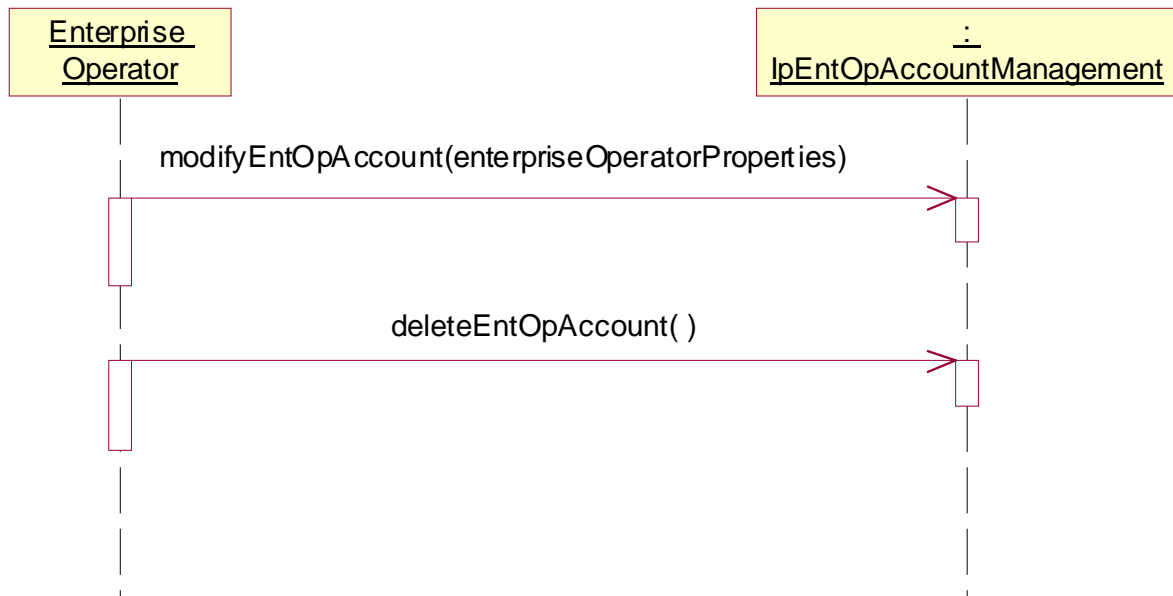 Enterprise
Operator
:
IpEntOpAccountManagement
modifyEntOpAccount(enterpriseOperatorProperties)
deleteEntOpAccount( )